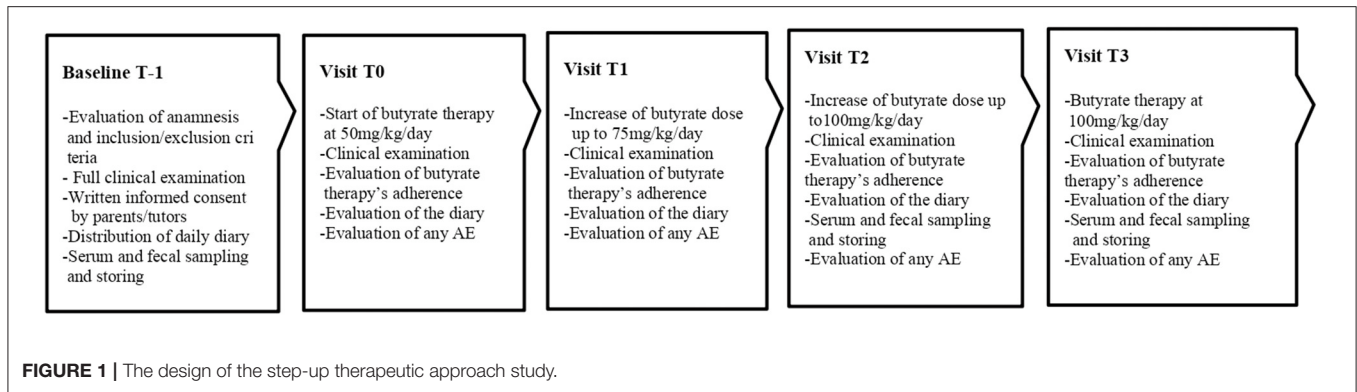 Baseline T-1
-Evaluation of anamnesis
and inclusion/exclusion cri
teria
- Full clinical examination
-Written informed consent
by parents/tutors
-Distribution of daily diary
-Serum and fecal sampling
and storing
Visit T0
-Start of butyrate therapy
at 50mg/kg/day
-Clinical examination
-Evaluation of butyrate
therapy's adherence
-Evaluation of the diary
-Evaluation of any AE
Visit T1
-Increase of butyrate dose
up to 75mg/kg/day
-Clinical examination
-Evaluation of butyrate
therapy's adherence
-Evaluation of the diary
-Evaluation of any AE
Visit T2
-Increase of butyrate dose up
to100mg/kg/day
-Clinical examination
-Evaluation of butyrate
therapy's adherence
-Evaluation of the diary
-Serum and fecal sampling
and storing
-Evaluation of any AE
Visit T3
-Butyrate therapy at
100mg/kg/day
-Clinical examination
-Evaluation of butyrate
therapy's adherence
-Evaluation of the diary
-Serum and fecal sampling
and storing
-Evaluation of any AE
FIGURE 1 | The design of the step-up therapeutic approach study.